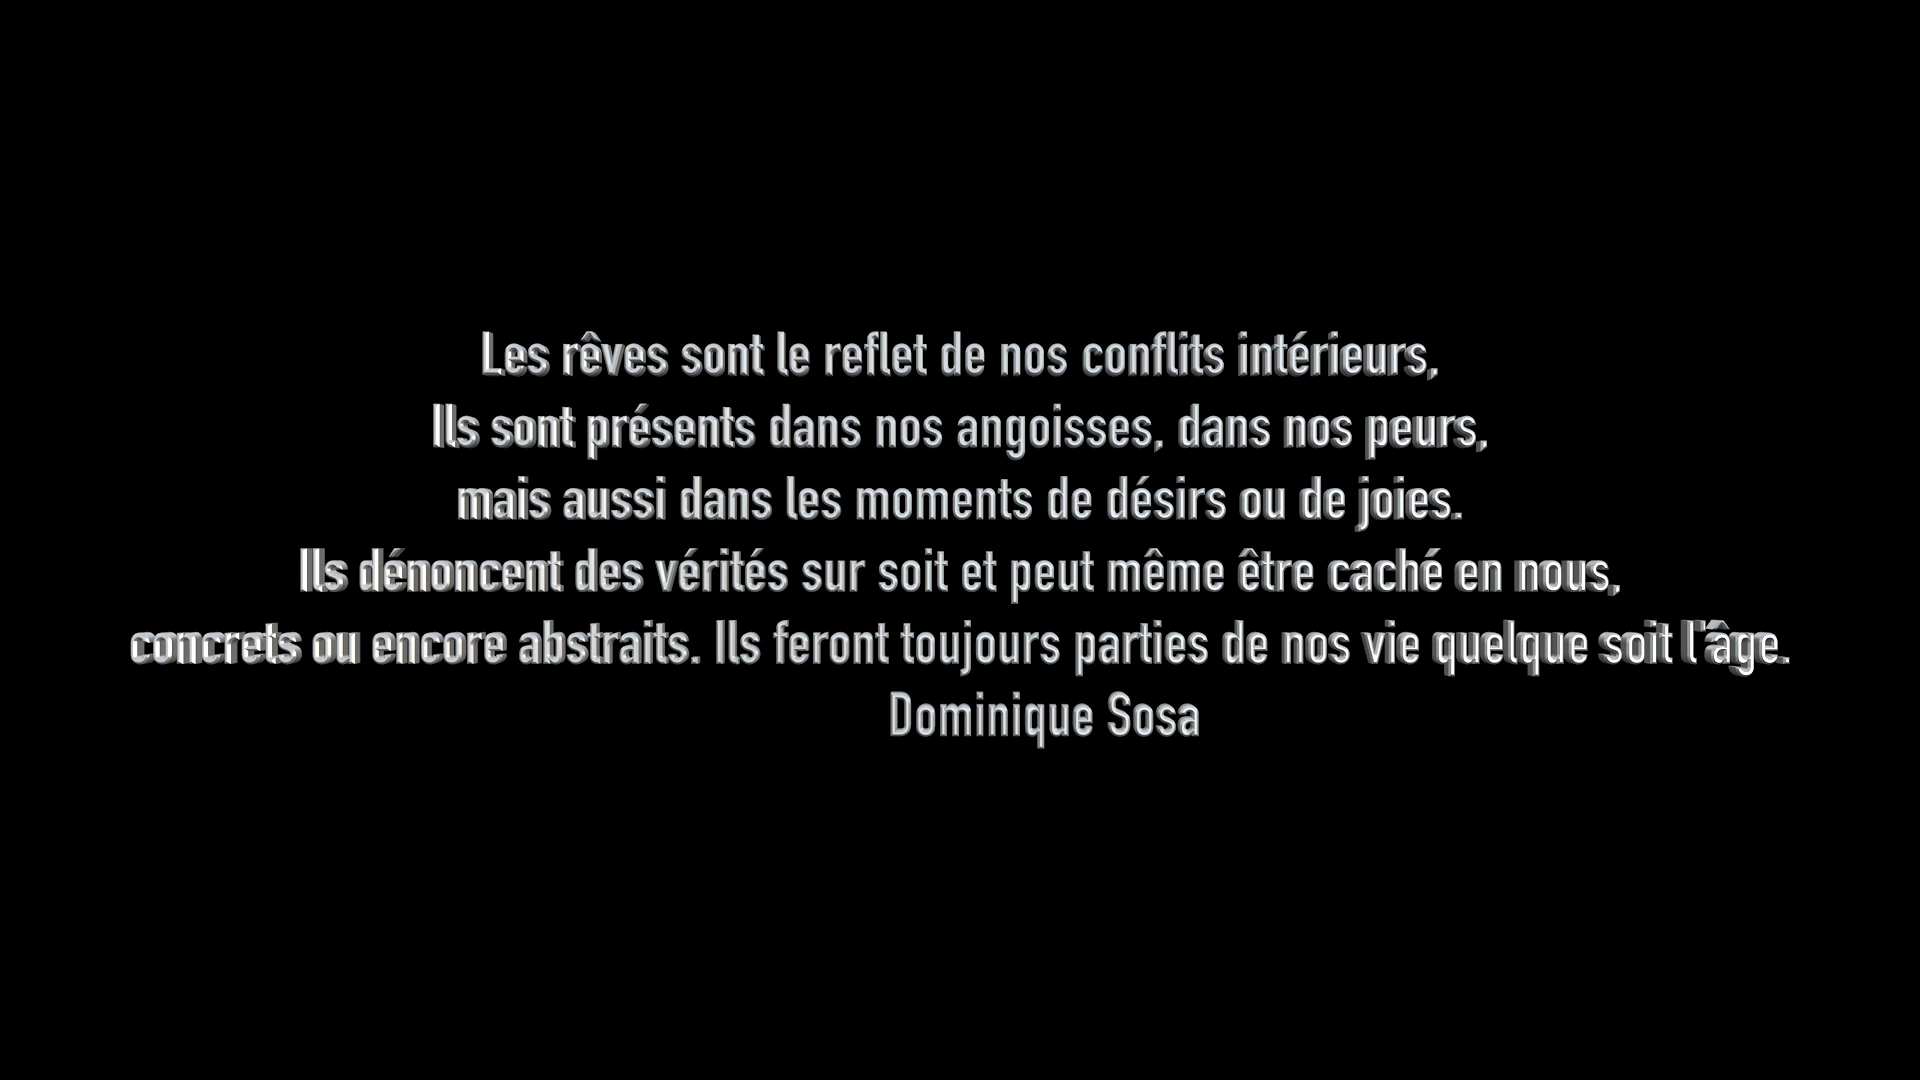 Les rêves sont le reflet de nos conflits intérieurs,
Ils sont présents dans nos angoisses, dans nos peurs,
mais aussi dans les moments de désirs ou de joies.
Ils dénoncent des vérités sur soit et peut même être caché en nous,
concrets ou encore abstraits. Ils feront toujours parties de nos vie quelque soit l'âge.
Dominique Sosa